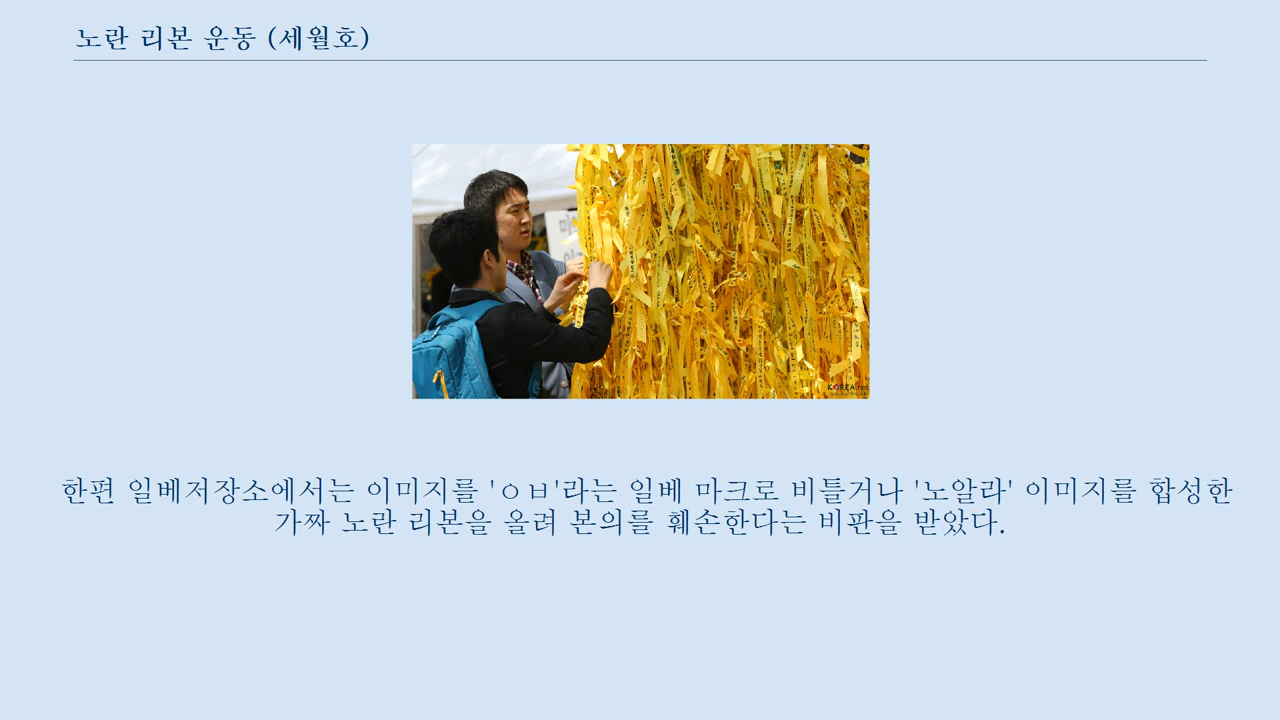 노란 리본 운동 (세월호)
KOREA.net
한편 일베저장소에서는 이미지를 'ㅇㅂ'라는 일베 마크로 비틀거나 '노알라' 이미지를 합성한
가짜 노란 리본을 올려 본의를 훼손한다는 비판을 받았다.